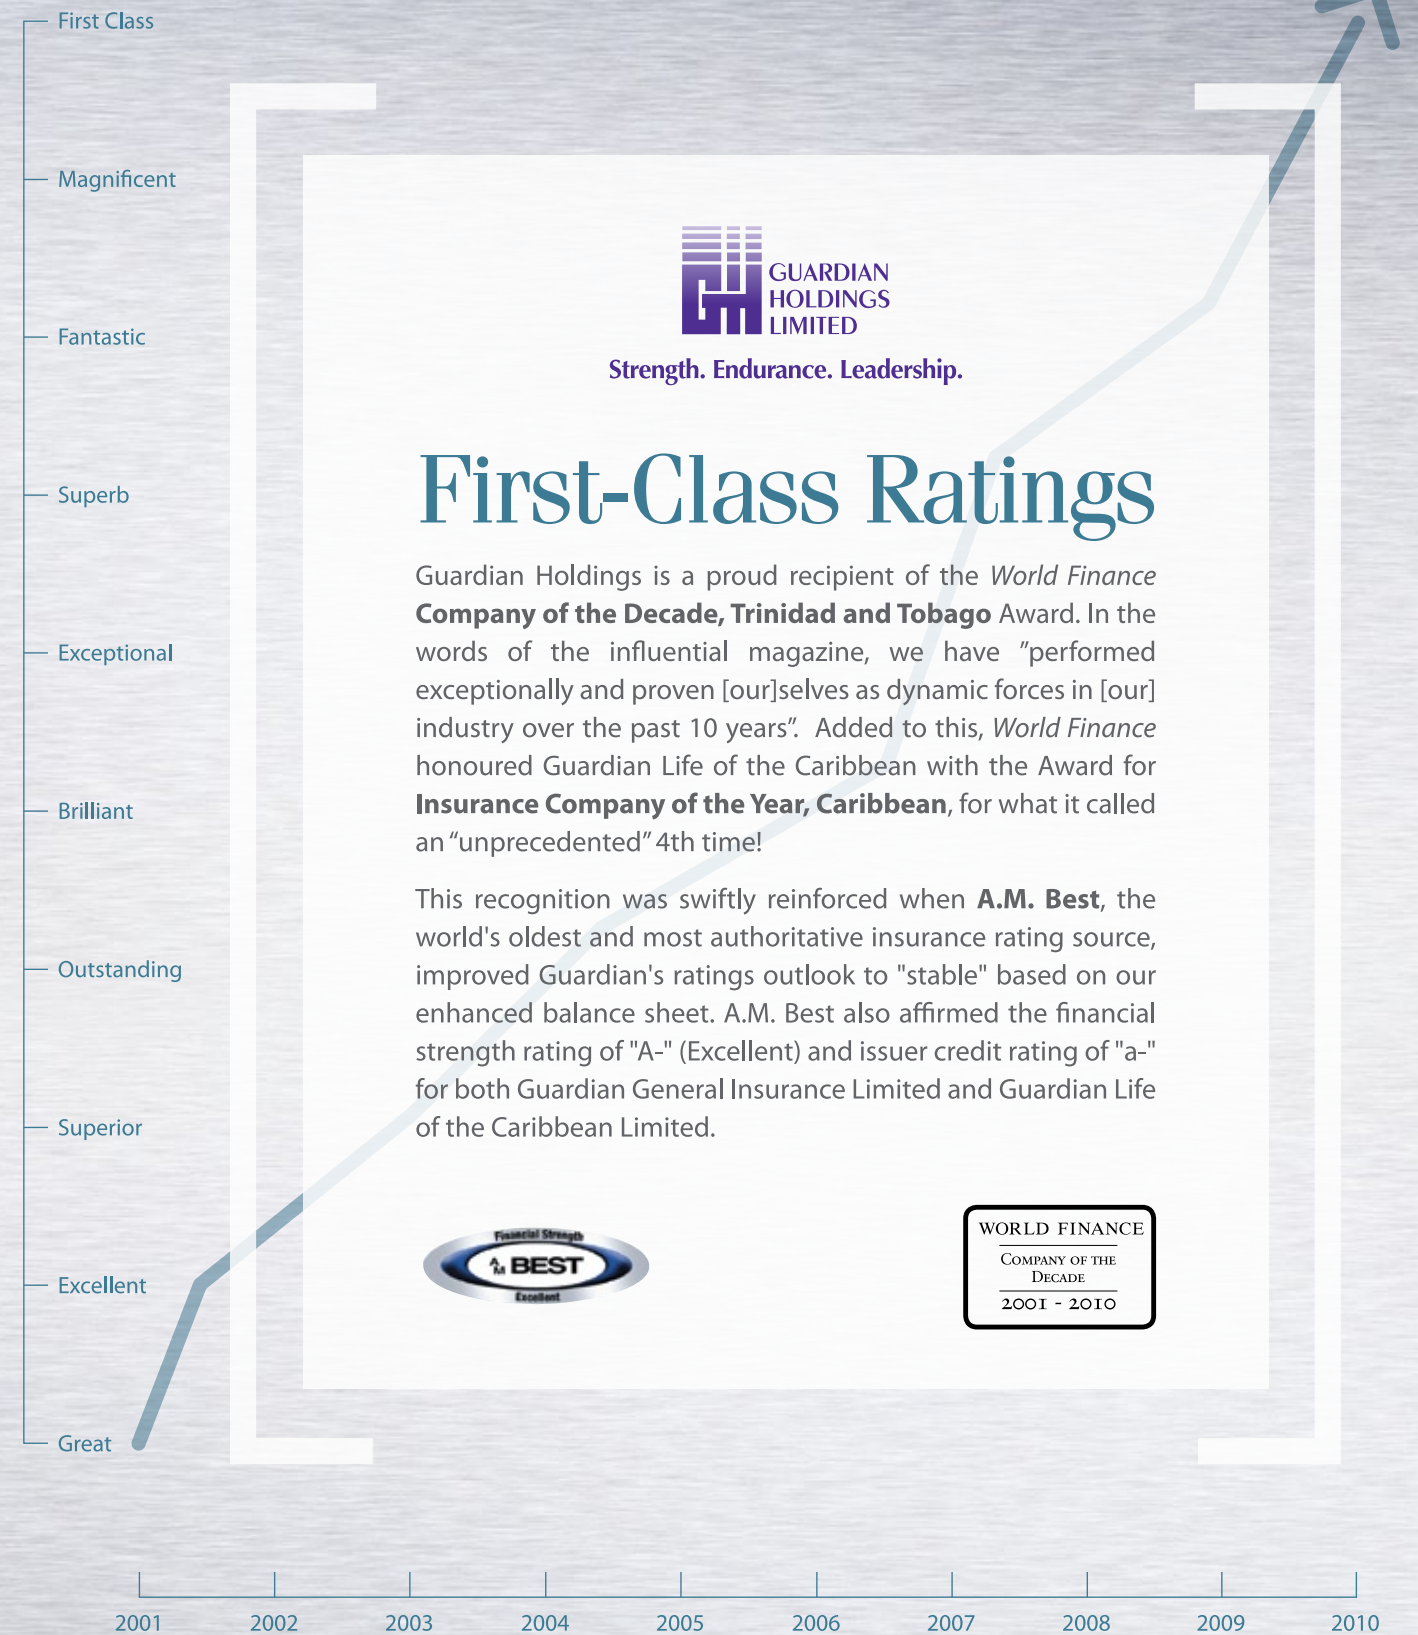 First Class
Magnificent
Fantastic
Superb
Exceptional
Brilliant
Outstanding
Superior
Excellent
Great
GUARDIAN
HOLDINGS
LIMITED
Strength. Endurance. Leadership.
First-Class Ratings
Guardian Holdings is a proud recipient of the World Finance
Company of the Decade, Trinidad and Tobago Award. In the
words of the influential magazine, we have ”performed
exceptionally and proven [our]selves as dynamic forces in [our]
industry over the past 10 years”. Added to this, World Finance
honoured Guardian Life of the Caribbean with the Award for
Insurance Company of the Year, Caribbean, for what it called
an “unprecedented” 4th time!
This recognition was swiftly reinforced when A.M. Best, the
world's oldest and most authoritative insurance rating source,
improved Guardian's ratings outlook to "stable" based on our
enhanced balance sheet. A.M. Best also affirmed the financial
strength rating of "A-" (Excellent) and issuer credit rating of "a-"
for both Guardian General Insurance Limited and Guardian Life
of the Caribbean Limited.
Financial Strength
AM BEST
Excellent
WORLD FINANCE
COMPANY OF THE
DECADE
2001 - 2010
2001 2002 2003 2004 2005 2006 2007 2008 2009 2010